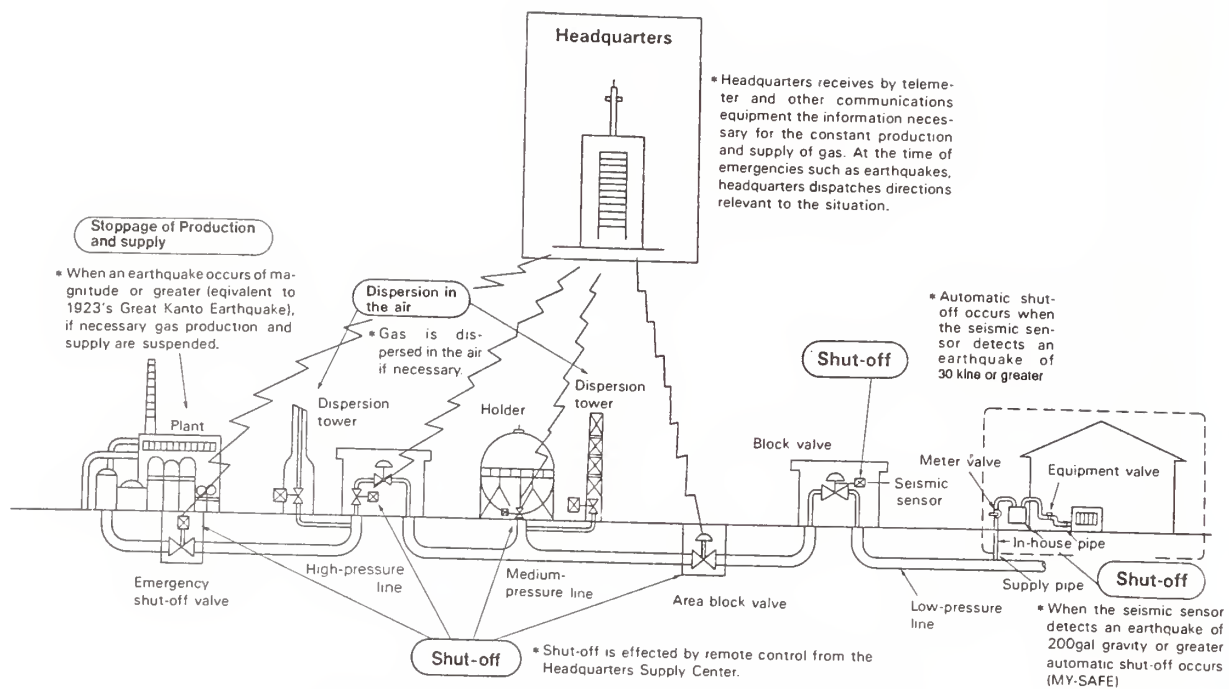 Headquarters
* Headquarters receives by teleme-
ter and other communications
equipment the information neces-
sary for the constant production
and supply of gas. At the time of
emergencies such as earthquakes,
headquarters dispatches directions
relevant to the situation.
Stoppage of Production
and supply
* When an earthquake occurs of ma-
gnitude or greater (eqivalent to
1923's Great Kanto Earthquake),
if necessary gas production and
supply are suspended.
Dispersion in
the air
* Gas is dis-
persed in the air
if necessary.
* Automatic shut-
off occurs when
the seismic sen-
sor detects an
earthquake of
30 kine or greater
Shut-off
Plant
Dispersion
tower
Holder
Dispersion
tower
Block valve
Seismic
sensor
Meter valve
Equipment valve
In-house pipe
Supply pipe
Emergency
shut-off valve
High-pressure
line
Medium-
pressure line
Area block valve
Low-pressure
line
Shut-off
* When the seismic sensor
detects an earthquake of
200gal gravity or greater
automatic shut-off occurs
(MY-SAFE)
Shut-off
* Shut-off is effected by remote control from the
Headquarters Supply Center.